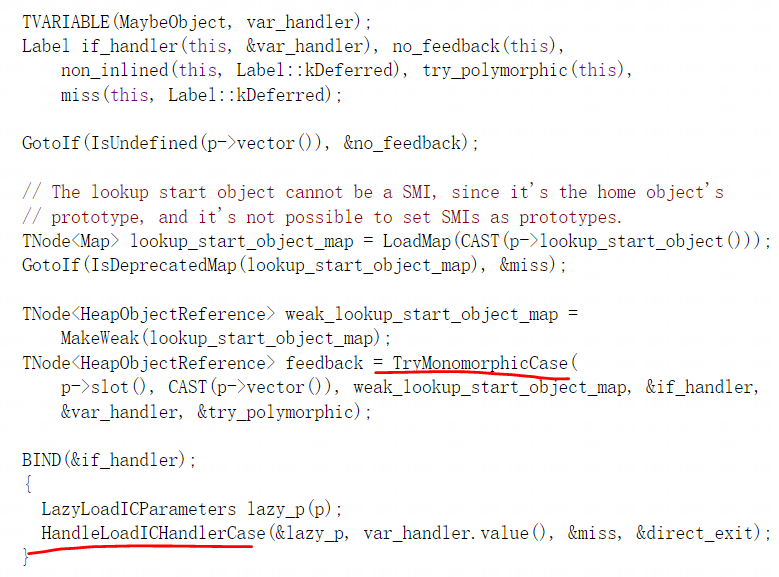 TVARIABLE(MaybeObject, var_handler);
Label if_handler(this, &var_handler), no_feedback(this),
non_inlined(this, Label::kDeferred), try_polymorphic(this),
miss(this, Label::kDeferred);
GotoIf(IsUndefined(p->vector()), &no_feedback);
// The lookup start object cannot be a SMI, since it's the home object's
// prototype, and it's not possible to set SMIs as prototypes.
TNode<Map> lookup_start_object_map = LoadMap(CAST(p->lookup_start_object()));
GotoIf(IsDeprecatedMap(lookup_start_object_map), &miss);
TNode<HeapObjectReference> weak_lookup_start_object_map =
MakeWeak(lookup_start_object_map);
TNode<HeapObjectReference> feedback = TryMonomorphicCase(
p->slot(), CAST(p->vector()), weak_lookup_start_object_map, &if_handler,
&var_handler, &try_polymorphic);
BIND(&if_handler);
{
LazyLoadICParameters lazy_p(p);
HandleLoadICHandlerCase(&lazy_p, var_handler.value(), &miss, &direct_exit);
}